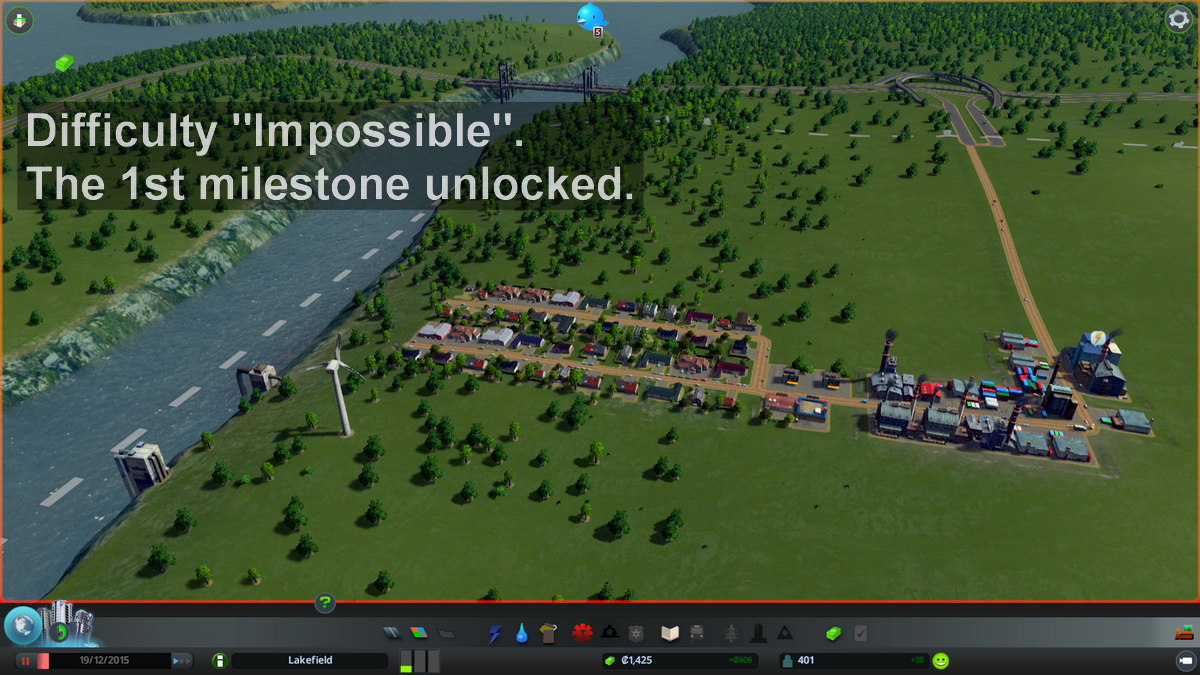 5
Difficulty "Impossible".
The 1st milestone unlocked.
?
19/12/2015
Lakefield
₡1,425
+₡606
401
+30